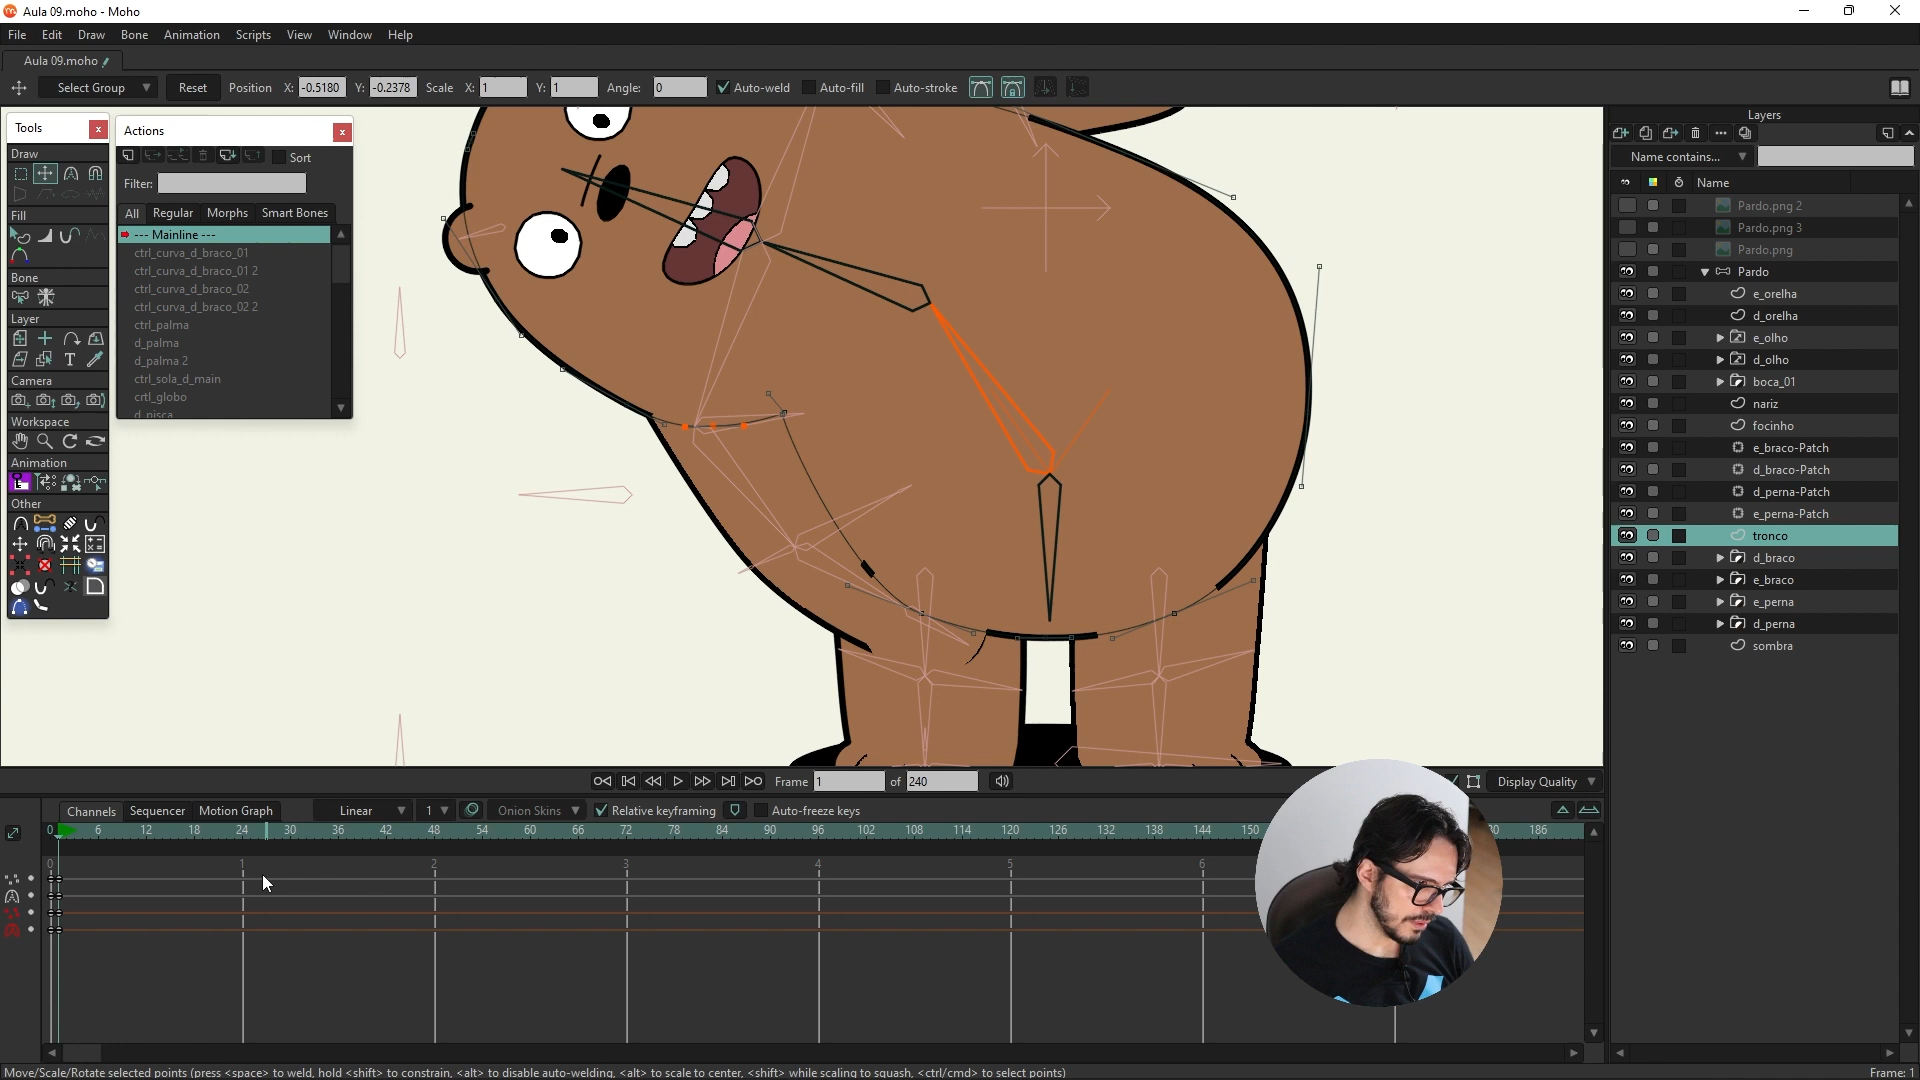 Aula 09.moho - Moho
File Edit Draw Bone Animation Scripts View Window Help
Aula 09.moho
Select Group Reset Position X: -0.5180 Y: -0.2378 Scale X: 1 Y: 1 Angle: 0 Auto-weld Auto-fill Auto-stroke
Tools
Draw
Fill
Bone
Layer
Camera
Workspace
Animation
Other
Actions
Sort
Filter:
All Regular Morphs Smart Bones
--- Mainline ---
ctrl_curva_d_braco_01
ctrl_curva_d_braco_01 2
ctrl_curva_d_braco_02
ctrl_curva_d_braco_02 2
ctrl_palma
d_palma
d_palma 2
ctrl_sola_d_main
crtl_globo
d_pisca
Layers
Name contains...
Name
Pardo.png 2
Pardo.png 3
Pardo.png
Pardo
e_orelha
d_orelha
e_olho
d_olho
boca_01
nariz
focinho
e_braco-Patch
d_braco-Patch
d_perna-Patch
e_perna-Patch
tronco
d_braco
e_braco
e_perna
d_perna
sombra
Frame 1 of 240 Display Quality
Channels Sequencer Motion Graph Linear 1 Onion Skins Relative keyframing Auto-freeze keys
0 6 12 18 24 30 36 42 48 54 60 66 72 78 84 90 96 102 108 114 120 126 132 138 144 150 186
0 1 2 3 4 5 6
Move/Scale/Rotate selected points (press <space> to weld, hold <shift> to constrain, <alt> to disable auto-welding, <alt> to scale to center, <shift> while scaling to squash, <ctrl/cmd> to select points)
Frame: 1